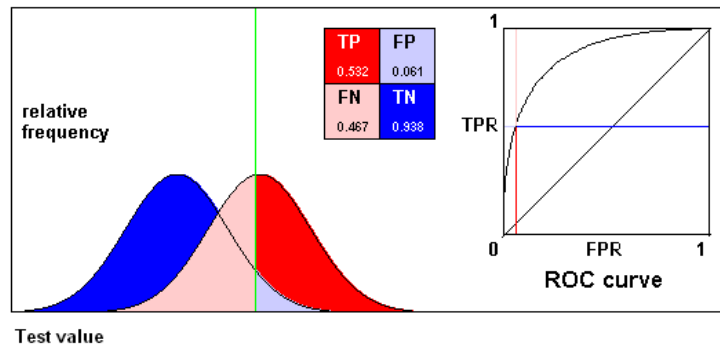 TP FP
0.532 0.061
FN TN
0.467 0.938
relative
frequency
Test value
1
TPR
0 FPR 1
ROC curve